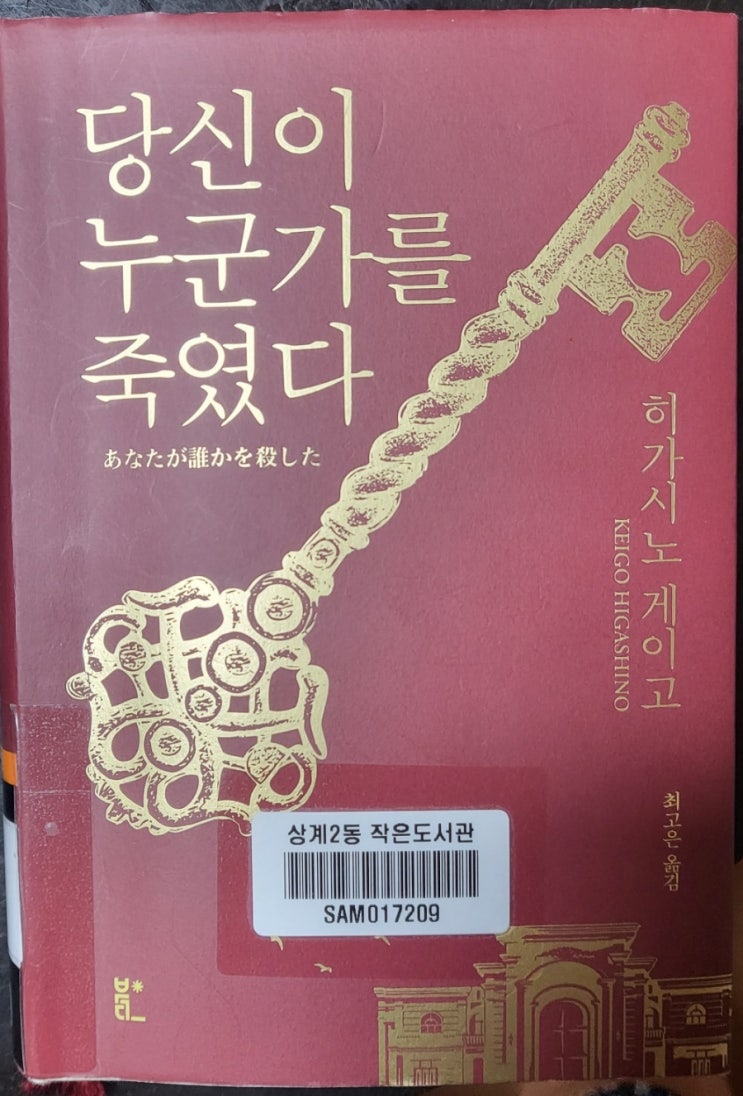 당신이
누군가를
죽였다
あなたが誰かを殺した
히가시노 게이고
KEIGO HIGASHINO
최고은 옮김
상계2동 작은도서관
SAM017209
북다